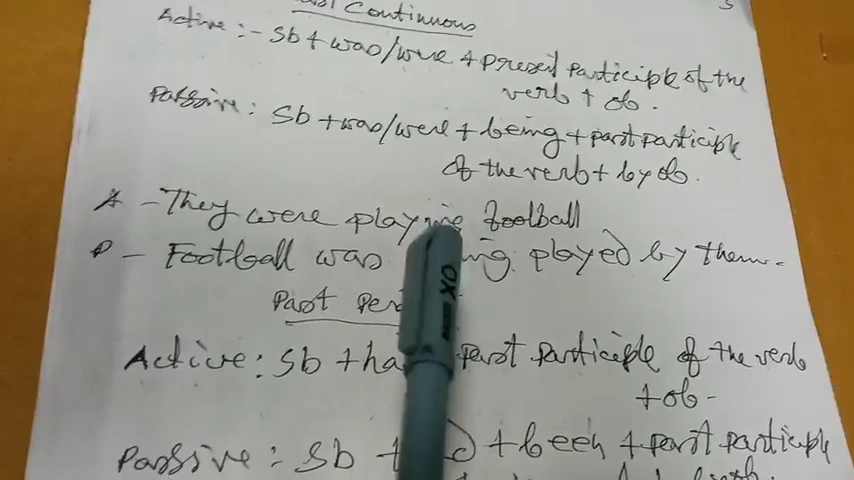 Continuous
Active :- Sb + was/were + present participle of the
verb + ob.
Passive : Sb + was/were + being + past participle
of the verb + by ob.
A - They were playing football
P - Football was played by them.
Past
Active : Sb + past participle of the verb
+ ob -
Passive : Sb + + been + past participle
OX